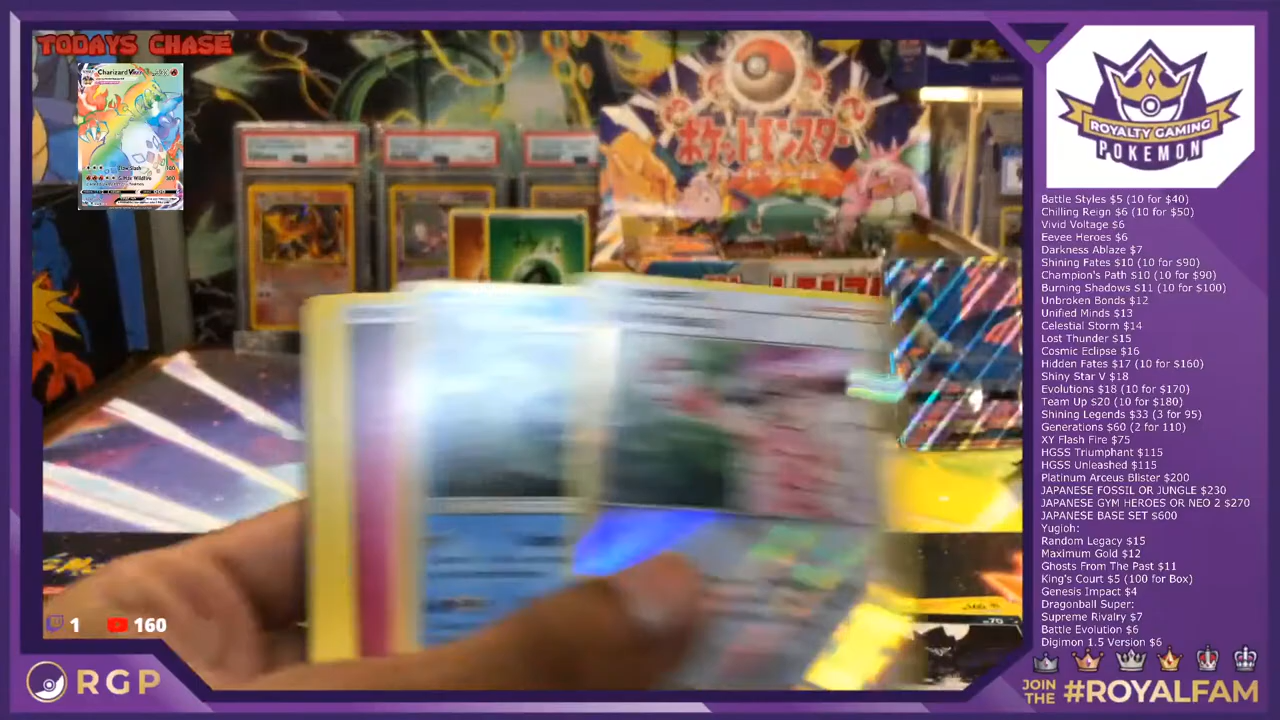 TODAYS CHASE
Charizard
G-Max Wildfire 300
ポケットモンスター
1
160
RGP
ROYALTY GAMING
POKEMON
Battle Styles $5 (10 for $40)
Chilling Reign $6 (10 for $50)
Vivid Voltage $6
Eevee Heroes $6
Darkness Ablaze $7
Shining Fates $10 (10 for $90)
Champion's Path $10 (10 for $90)
Burning Shadows $11 (10 for $100)
Unbroken Bonds $12
Unified Minds $13
Celestial Storm $14
Lost Thunder $15
Cosmic Eclipse $16
Hidden Fates $17 (10 for $160)
Shiny Star V $18
Evolutions $18 (10 for $170)
Team Up $20 (10 for $180)
Shining Legends $33 (3 for 95)
Generations $60 (2 for 110)
XY Flash Fire $75
HGSS Triumphant $115
HGSS Unleashed $115
Platinum Arceus Blister $200
JAPANESE FOSSIL OR JUNGLE $230
JAPANESE GYM HEROES OR NEO 2 $270
JAPANESE BASE SET $600
Yugioh:
Random Legacy $15
Maximum Gold $12
Ghosts From The Past $11
King's Court $5 (100 for Box)
Genesis Impact $4
Dragonball Super:
Supreme Rivalry $7
Battle Evolution $6
Digimon 1.5 Version $6
JOIN
THE
#ROYALFAM